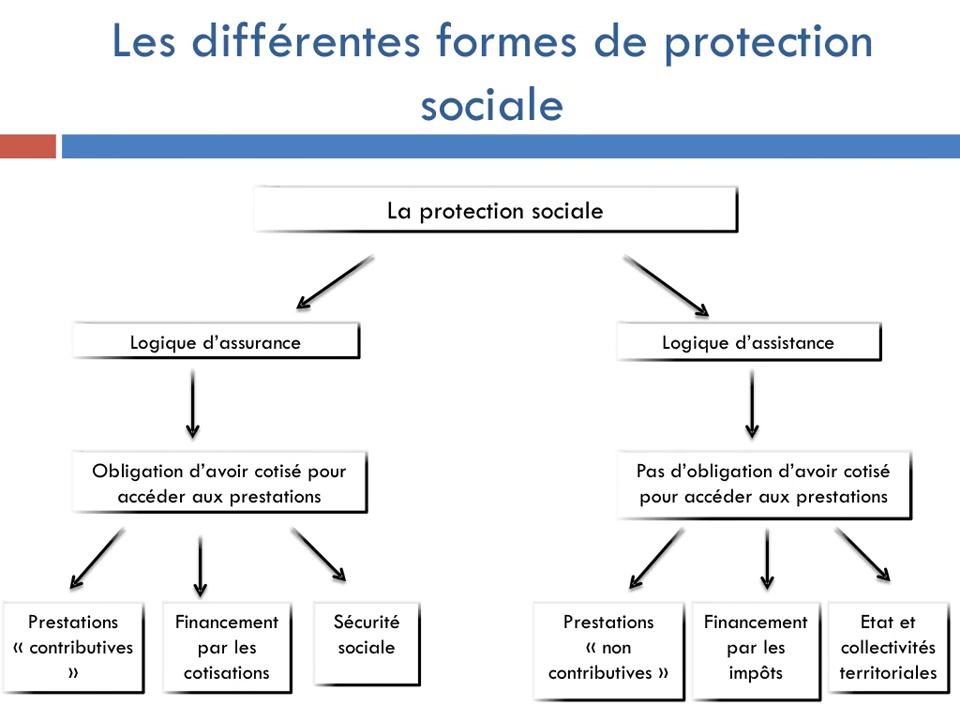 Les différentes formes de protection
sociale
La protection sociale
Logique d’assurance
Logique d’assistance
Obligation d’avoir cotisé pour
accéder aux prestations
Pas d’obligation d’avoir cotisé
pour accéder aux prestations
Prestations
« contributives
»
Financement
par les
cotisations
Sécurité
sociale
Prestations
« non
contributives »
Financement
par les
impôts
Etat et
collectivités
territoriales